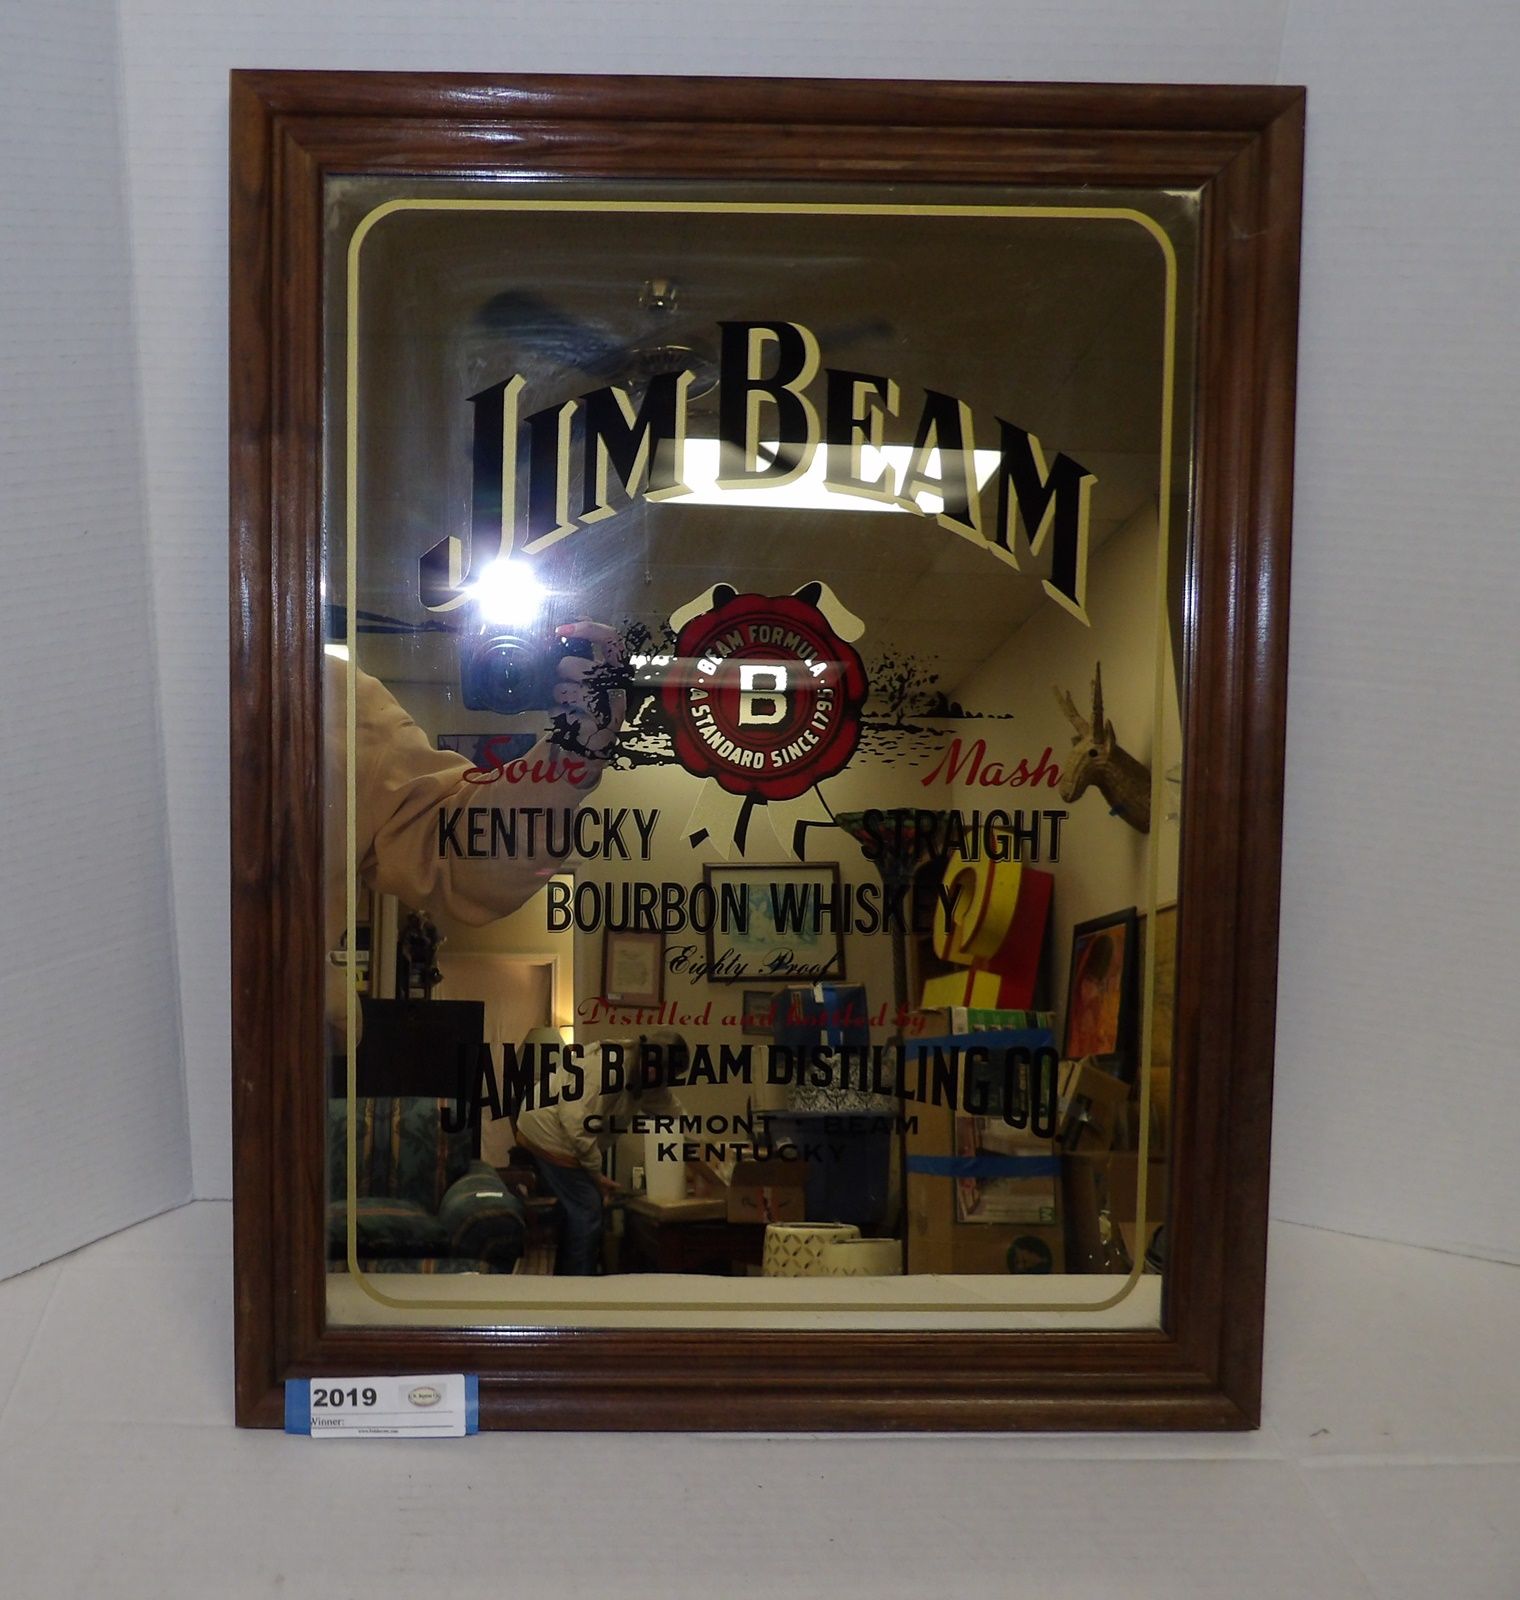 JIM BEAM
BEAM FORMULA
B
· A STANDARD SINCE 1795 ·
Sour Mash
KENTUCKY STRAIGHT
BOURBON WHISKEY
Eighty Proof
Distilled and bottled by
JAMES B. BEAM DISTILLING CO.
CLERMONT · BEAM
KENTUCKY
2019
Winner: